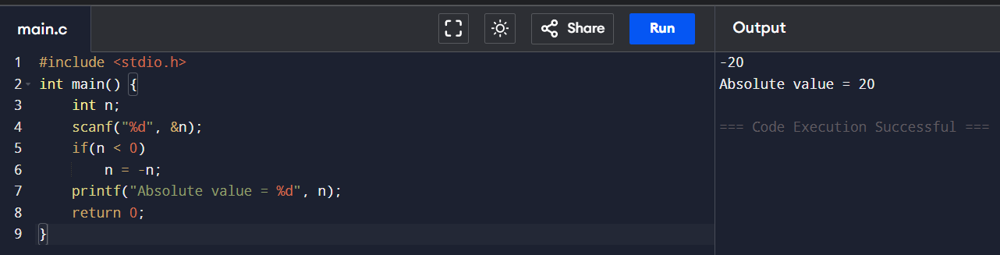 main.c Share Run Output
1 #include <stdio.h>
2 int main() {
3     int n;
4     scanf("%d", &n);
5     if(n < 0)
6         n = -n;
7     printf("Absolute value = %d", n);
8     return 0;
9 }
-20
Absolute value = 20
=== Code Execution Successful ===